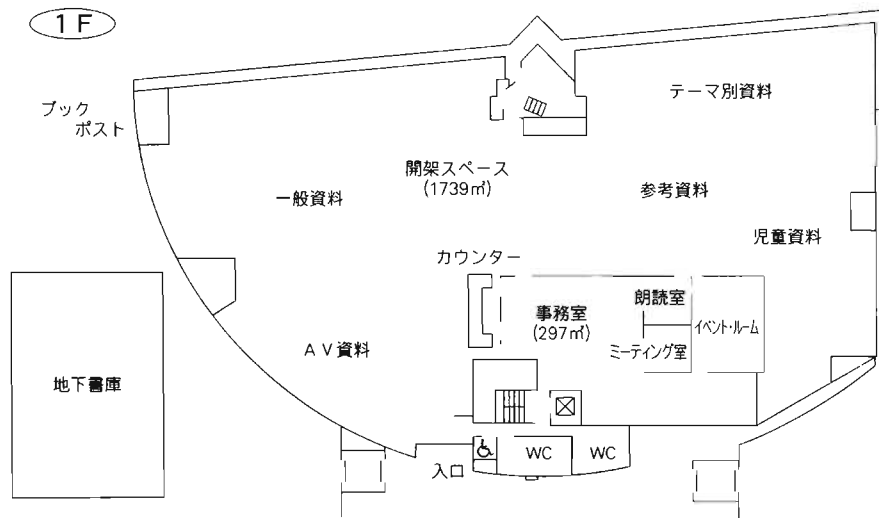 1F
ブック
ポスト
テーマ別資料
開架スペース
(1739㎡)
一般資料
参考資料
児童資料
カウンター
事務室
(297㎡)
朗読室
イベント・ルーム
ミーティング室
AV資料
地下書庫
入口
WC
WC